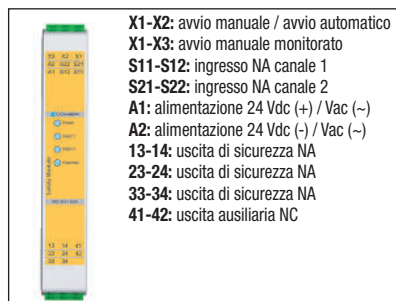 X3 X2 X1
A2 S22 S21
A1 S12 S11
Power
Safety Module
13 14 41
23 24 42
33 34
X1-X2: avvio manuale / avvio automatico
X1-X3: avvio manuale monitorato
S11-S12: ingresso NA canale 1
S21-S22: ingresso NA canale 2
A1: alimentazione 24 Vdc (+) / Vac (~)
A2: alimentazione 24 Vdc (-) / Vac (~)
13-14: uscita di sicurezza NA
23-24: uscita di sicurezza NA
33-34: uscita di sicurezza NA
41-42: uscita ausiliaria NC